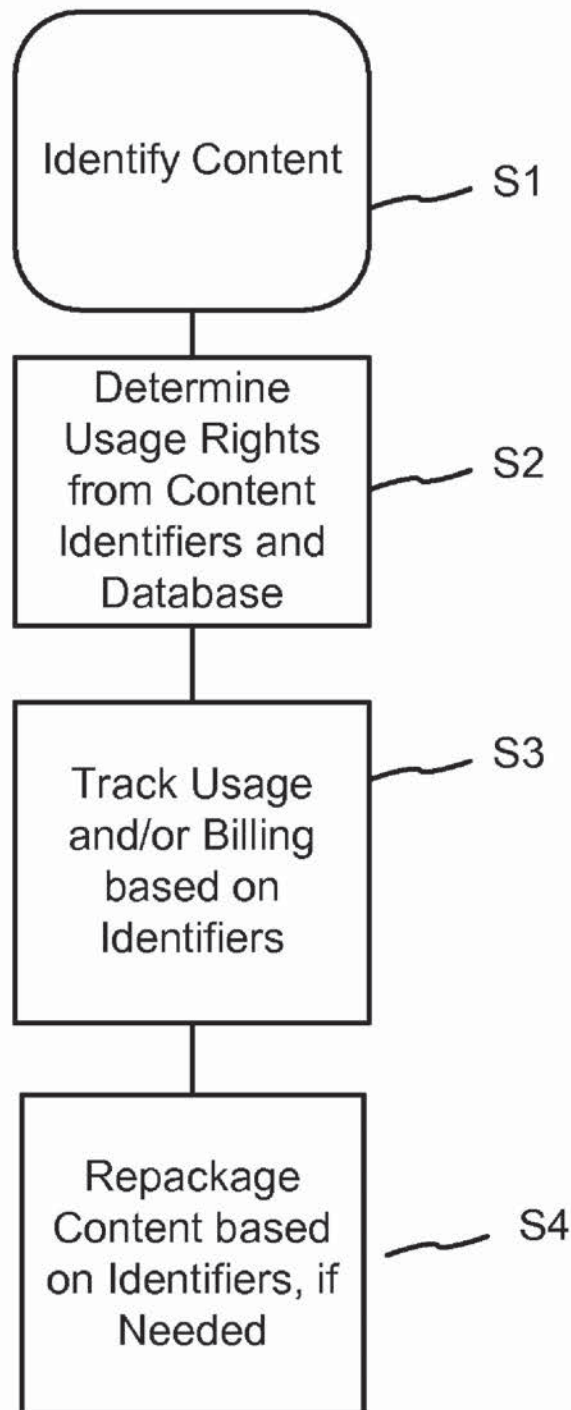 Identify Content
S1
Determine
Usage Rights
from Content
Identifiers and
Database
S2
Track Usage
and/or Billing
based on
Identifiers
S3
Repackage
Content based
on Identifiers, if
Needed
S4